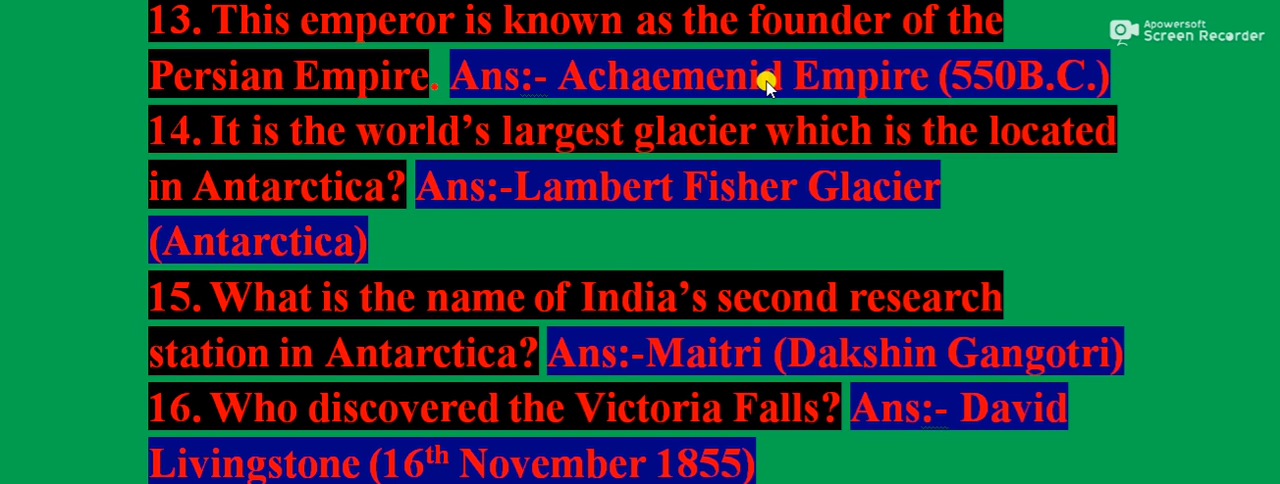 13. This emperor is known as the founder of the
Persian Empire. Ans:- Achaemenid Empire (550B.C.)
14. It is the world's largest glacier which is the located
in Antarctica? Ans:-Lambert Fisher Glacier
(Antarctica)
15. What is the name of India's second research
station in Antarctica? Ans:-Maitri (Dakshin Gangotri)
16. Who discovered the Victoria Falls? Ans:- David
Livingstone (16th November 1855)
Apowersoft
Screen Recorder